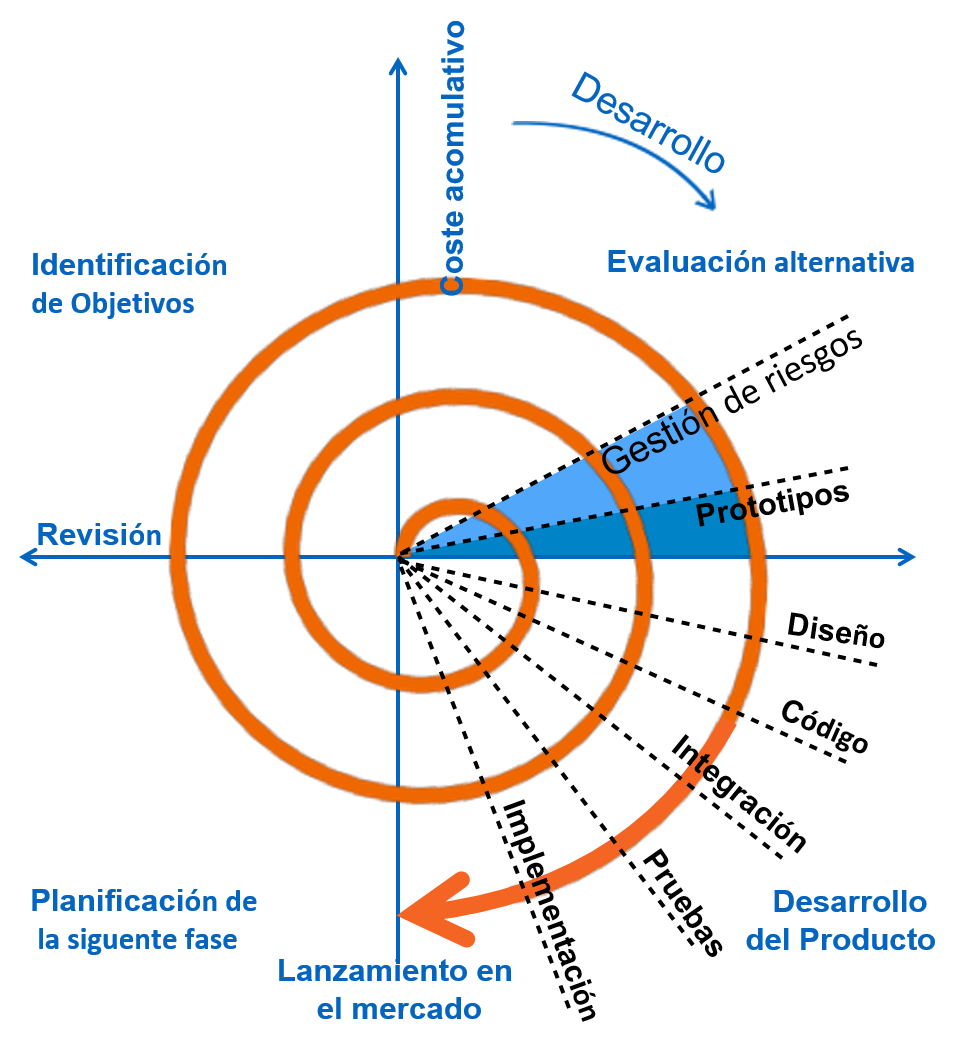 Coste acomulativo
Desarrollo
Identificación
de Objetivos
Evaluación alternativa
Gestión de riesgos
Prototipos
Revisión
Diseño
Código
Integración
Pruebas
Implementación
Planificación de
la siguente fase
Desarrollo
del Producto
Lanzamiento en
el mercado